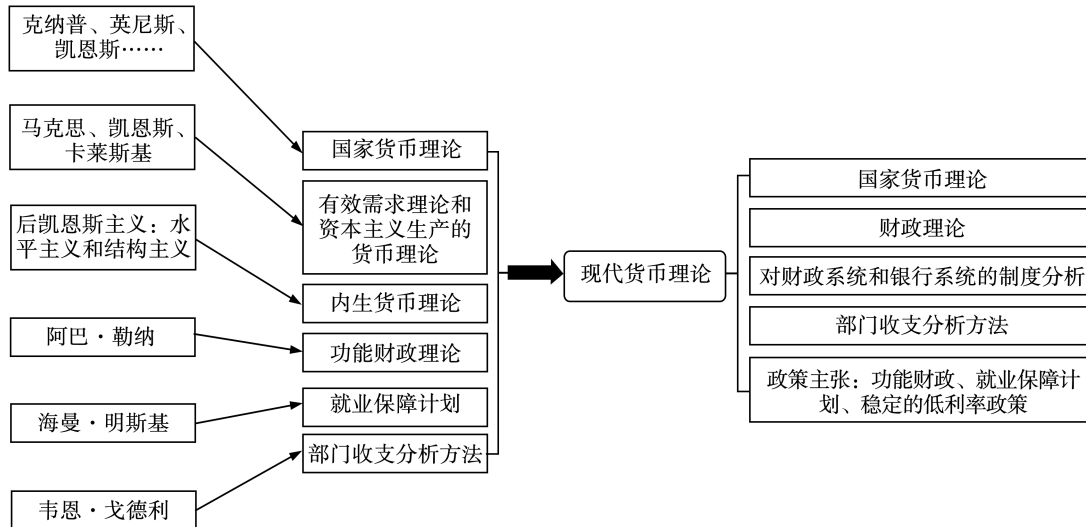 克纳普、英尼斯、
凯恩斯……
马克思、凯恩斯、
卡莱斯基
后凯恩斯主义：水
平主义和结构主义
阿巴·勒纳
海曼·明斯基
韦恩·戈德利
国家货币理论
有效需求理论和
资本主义生产的
货币理论
内生货币理论
功能财政理论
就业保障计划
部门收支分析方法
现代货币理论
国家货币理论
财政理论
对财政系统和银行系统的制度分析
部门收支分析方法
政策主张：功能财政、就业保障计
划、稳定的低利率政策